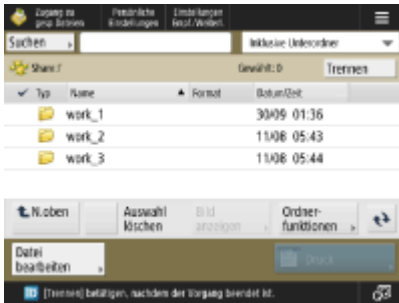 Zugang zu gesp. Dateien
Persönliche Einstellungen
Einstellungen Empf./Weiterl.
Suchen
Inklusive Unterordner
Share:/
Gewählt: 0
Trennen
Typ Name Format Datum/Zeit
work_1 30/09 01:36
work_2 11/08 05:43
work_3 11/08 05:44
N.oben
Auswahl löschen
Bild anzeigen
Ordner-funktionen
Datei bearbeiten
Druck
[Trennen] betätigen, nachdem der Vorgang beendet ist.